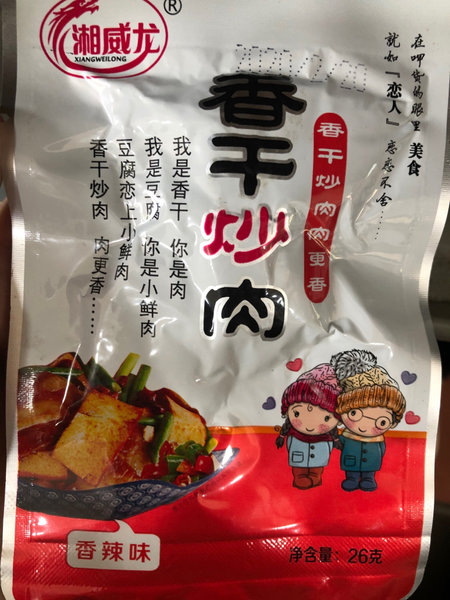 湘威龙
®
XIANGWEILONG
在呷货的眼里 美食
就如『恋人』恋恋不舍……
香干炒肉
香干炒肉肉更香
我是香干 你是肉
我是豆腐 你是小鲜肉
豆腐恋上小鲜肉
香干炒肉 肉更香……
香辣味
净含量：26克